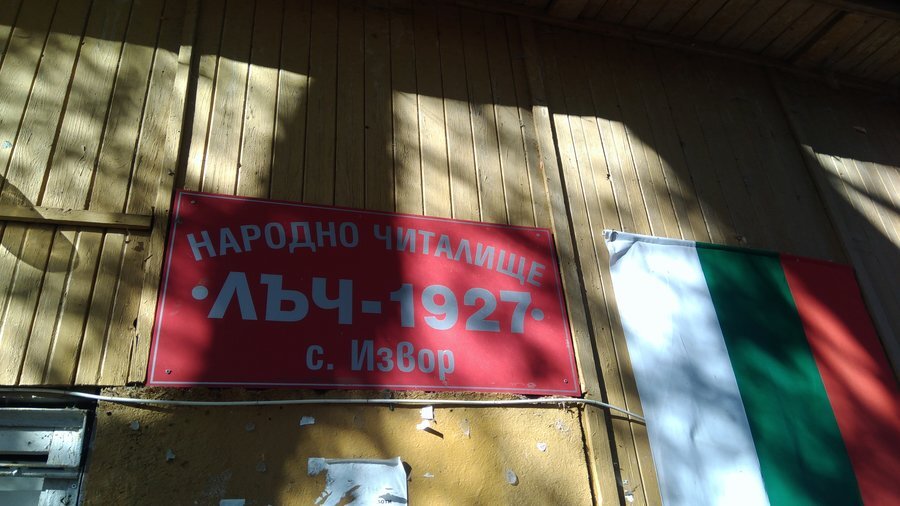 НАРОДНО ЧИТАЛИЩЕ
• ЛЪЧ - 1927 •
с. Извор